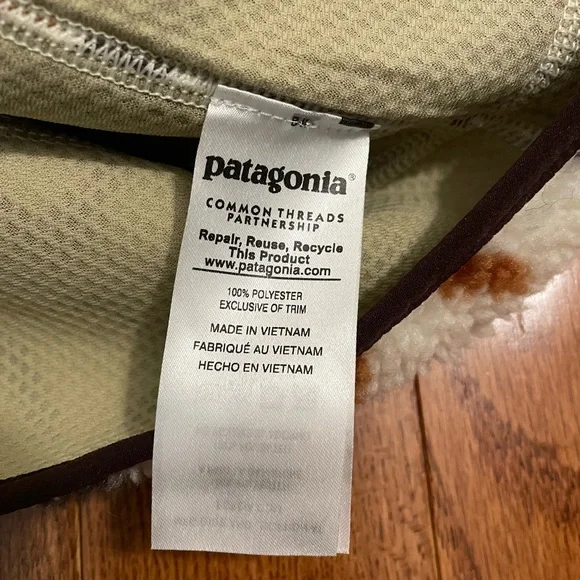 patagonia®
COMMON THREADS
PARTNERSHIP
Repair, Reuse, Recycle
This Product
www.patagonia.com
100% POLYESTER
EXCLUSIVE OF TRIM
MADE IN VIETNAM
FABRIQUÉ AU VIETNAM
HECHO EN VIETNAM